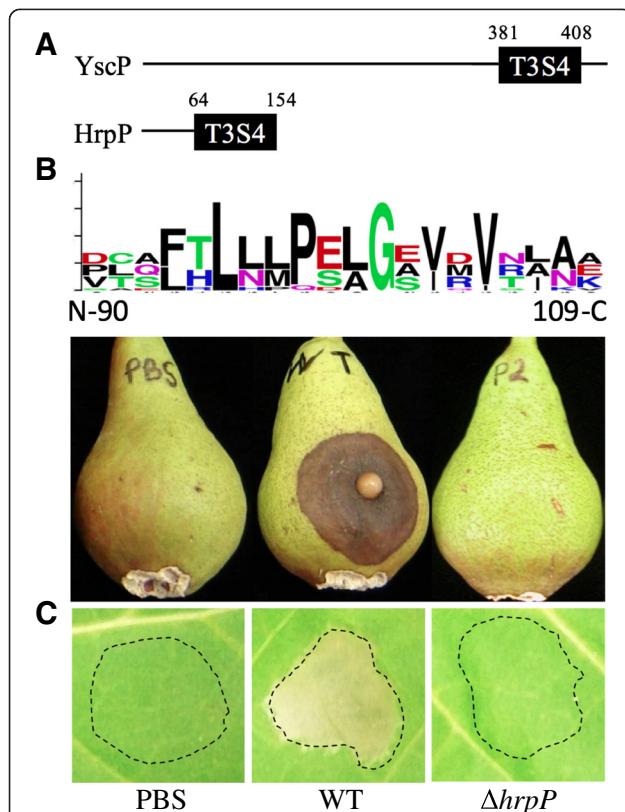 A
381 408
YscP T3S4
64 154
HrpP T3S4
B
N-90 109-C
PBS WT P2
C
PBS WT ΔhrpP